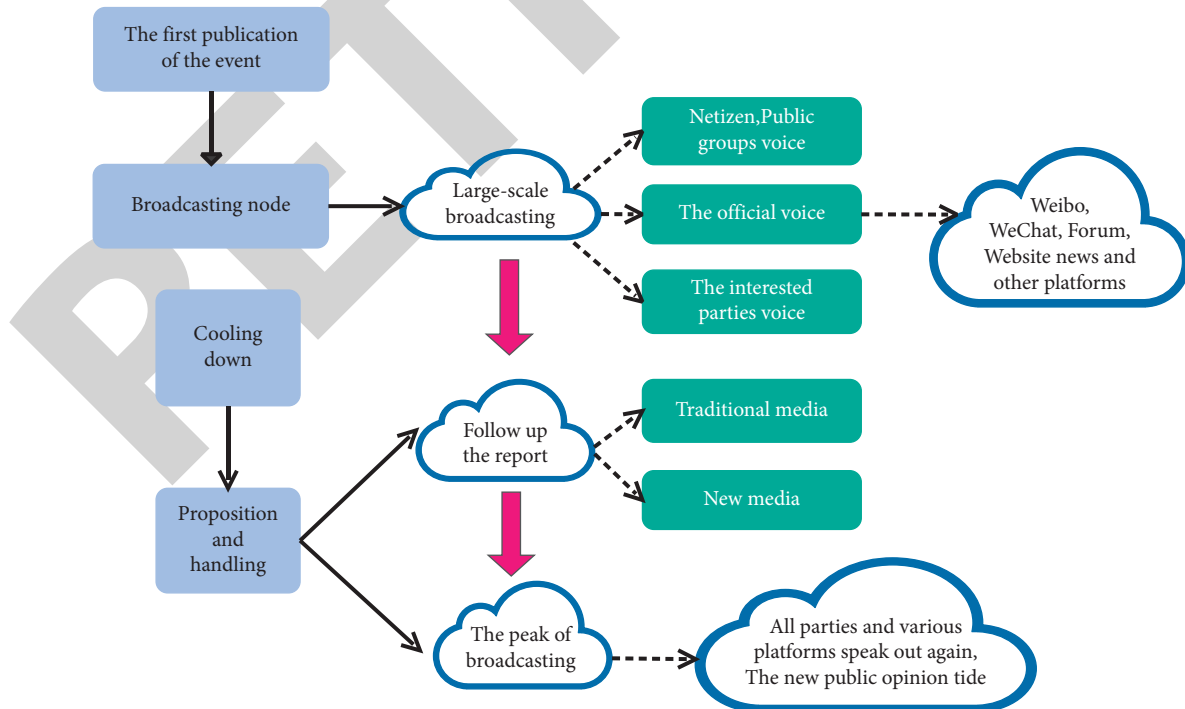 The first publication
of the event
Broadcasting node
Large-scale
broadcasting
Netizen,Public
groups voice
The official voice
The interested
parties voice
Weibo,
WeChat, Forum,
Website news and
other platforms
Cooling
down
Proposition
and
handling
Follow up
the report
Traditional media
New media
The peak of
broadcasting
All parties and various
platforms speak out again,
The new public opinion tide